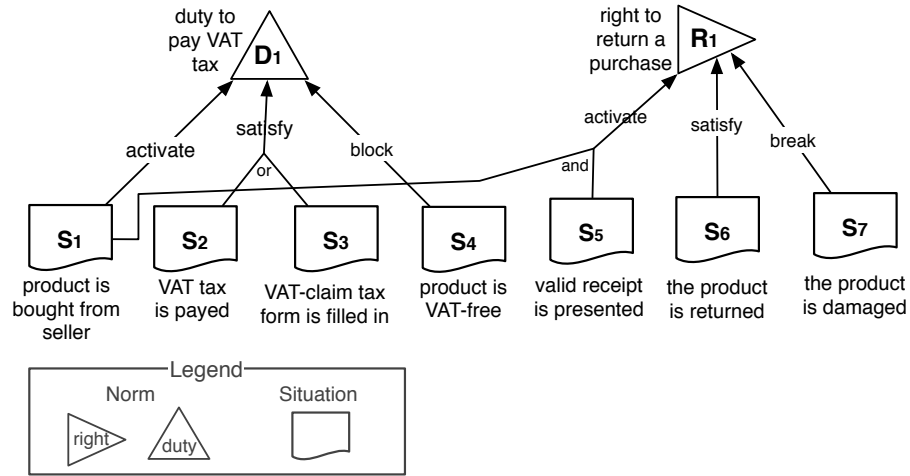 duty to
pay VAT
tax
D1
right to
return a
purchase
R1
activate
satisfy
or
block
activate
and
satisfy
break
S1
S2
S3
S4
S5
S6
S7
product is
bought from
seller
VAT tax
is payed
VAT-claim tax
form is filled in
product is
VAT-free
valid receipt
is presented
the product
is returned
the product
is damaged
Legend
Norm
Situation
right
duty